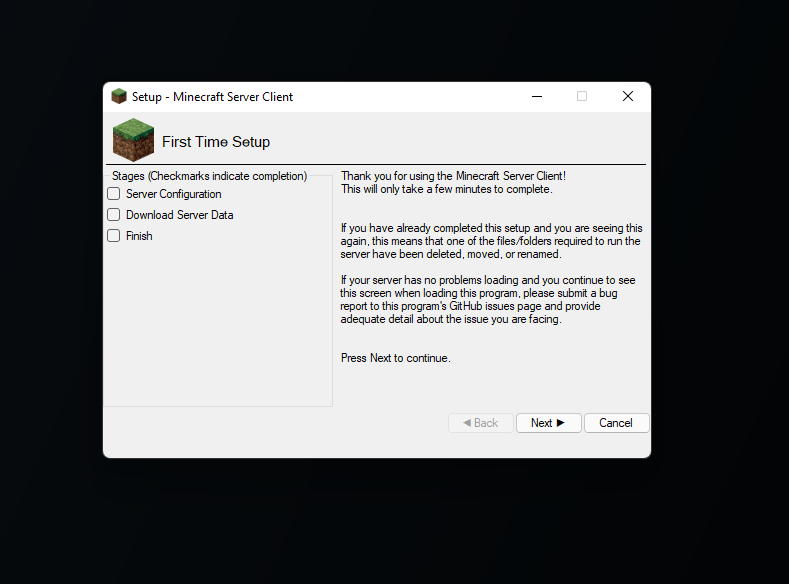 Setup - Minecraft Server Client
First Time Setup
Stages (Checkmarks indicate completion)
Server Configuration
Download Server Data
Finish
Thank you for using the Minecraft Server Client!
This will only take a few minutes to complete.
If you have already completed this setup and you are seeing this
again, this means that one of the files/folders required to run the
server have been deleted, moved, or renamed.
If your server has no problems loading and you continue to see
this screen when loading this program, please submit a bug
report to this program's GitHub issues page and provide
adequate detail about the issue you are facing.
Press Next to continue.
◀ Back
Next ▶
Cancel